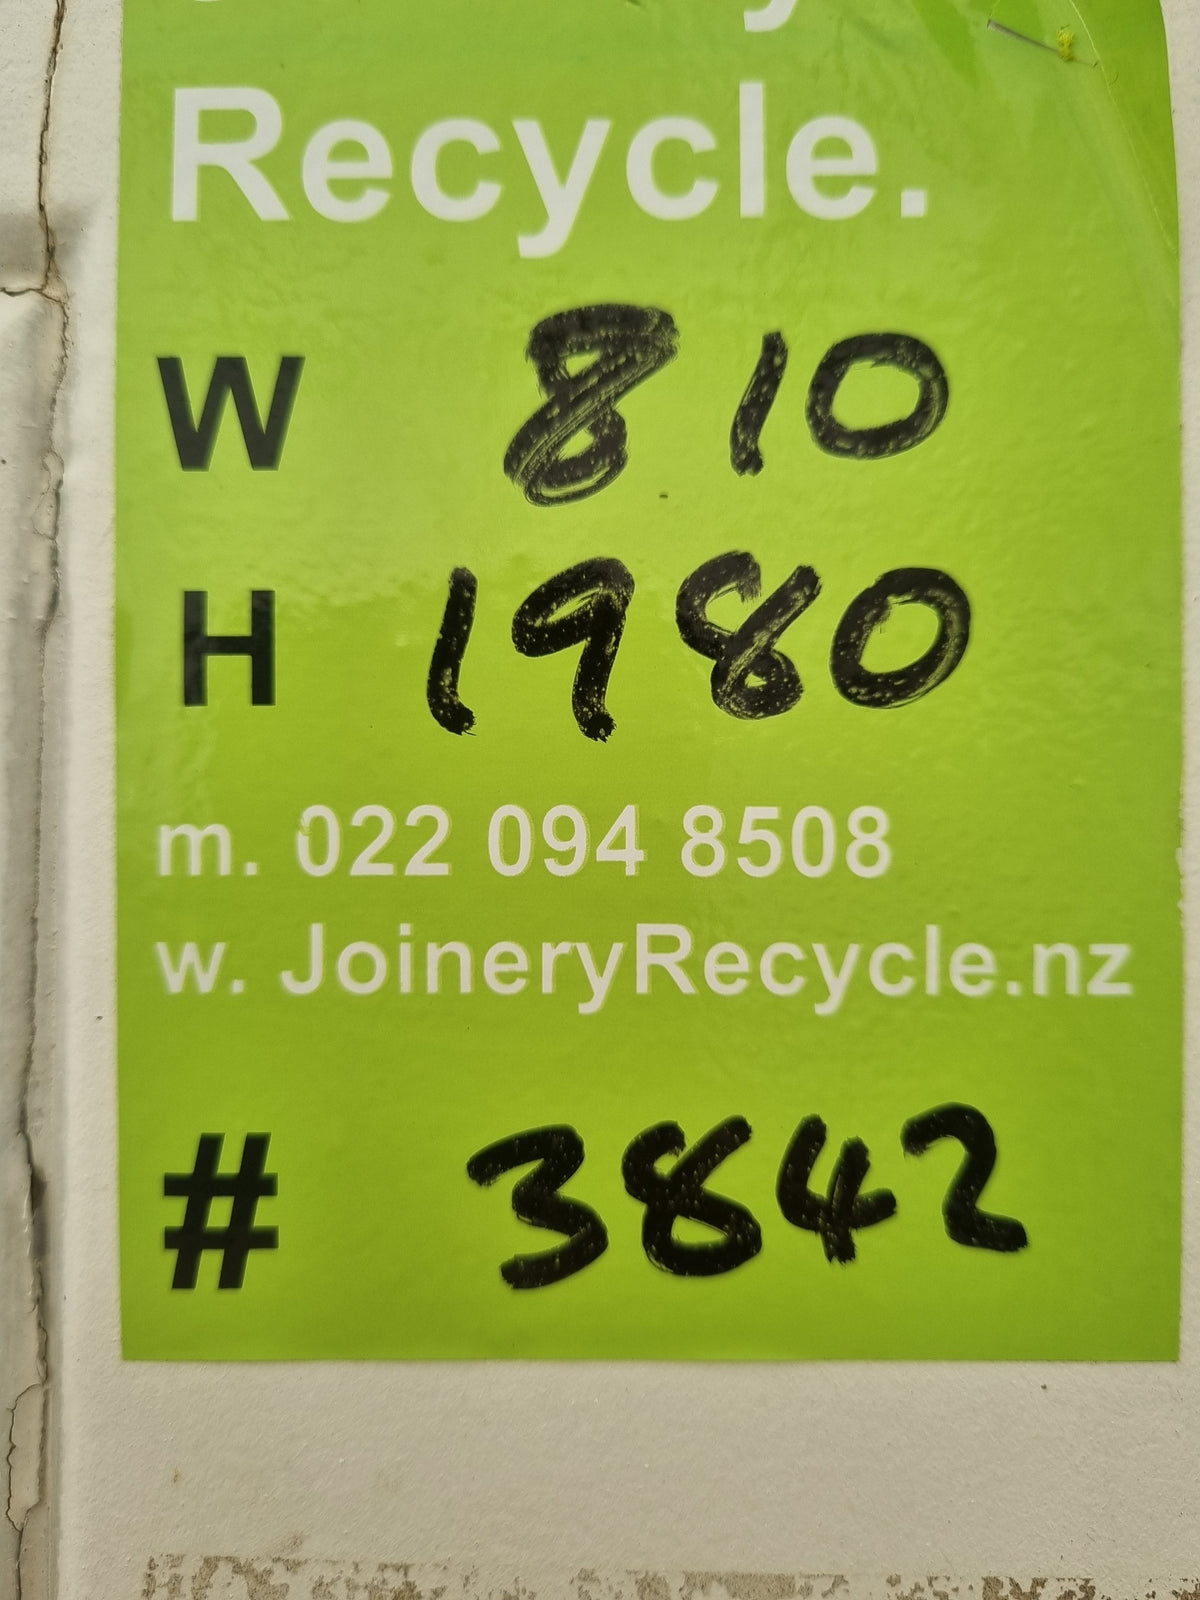 Recycle.
W 810
H 1980
m. 022 094 8508
w. JoineryRecycle.nz
# 3842